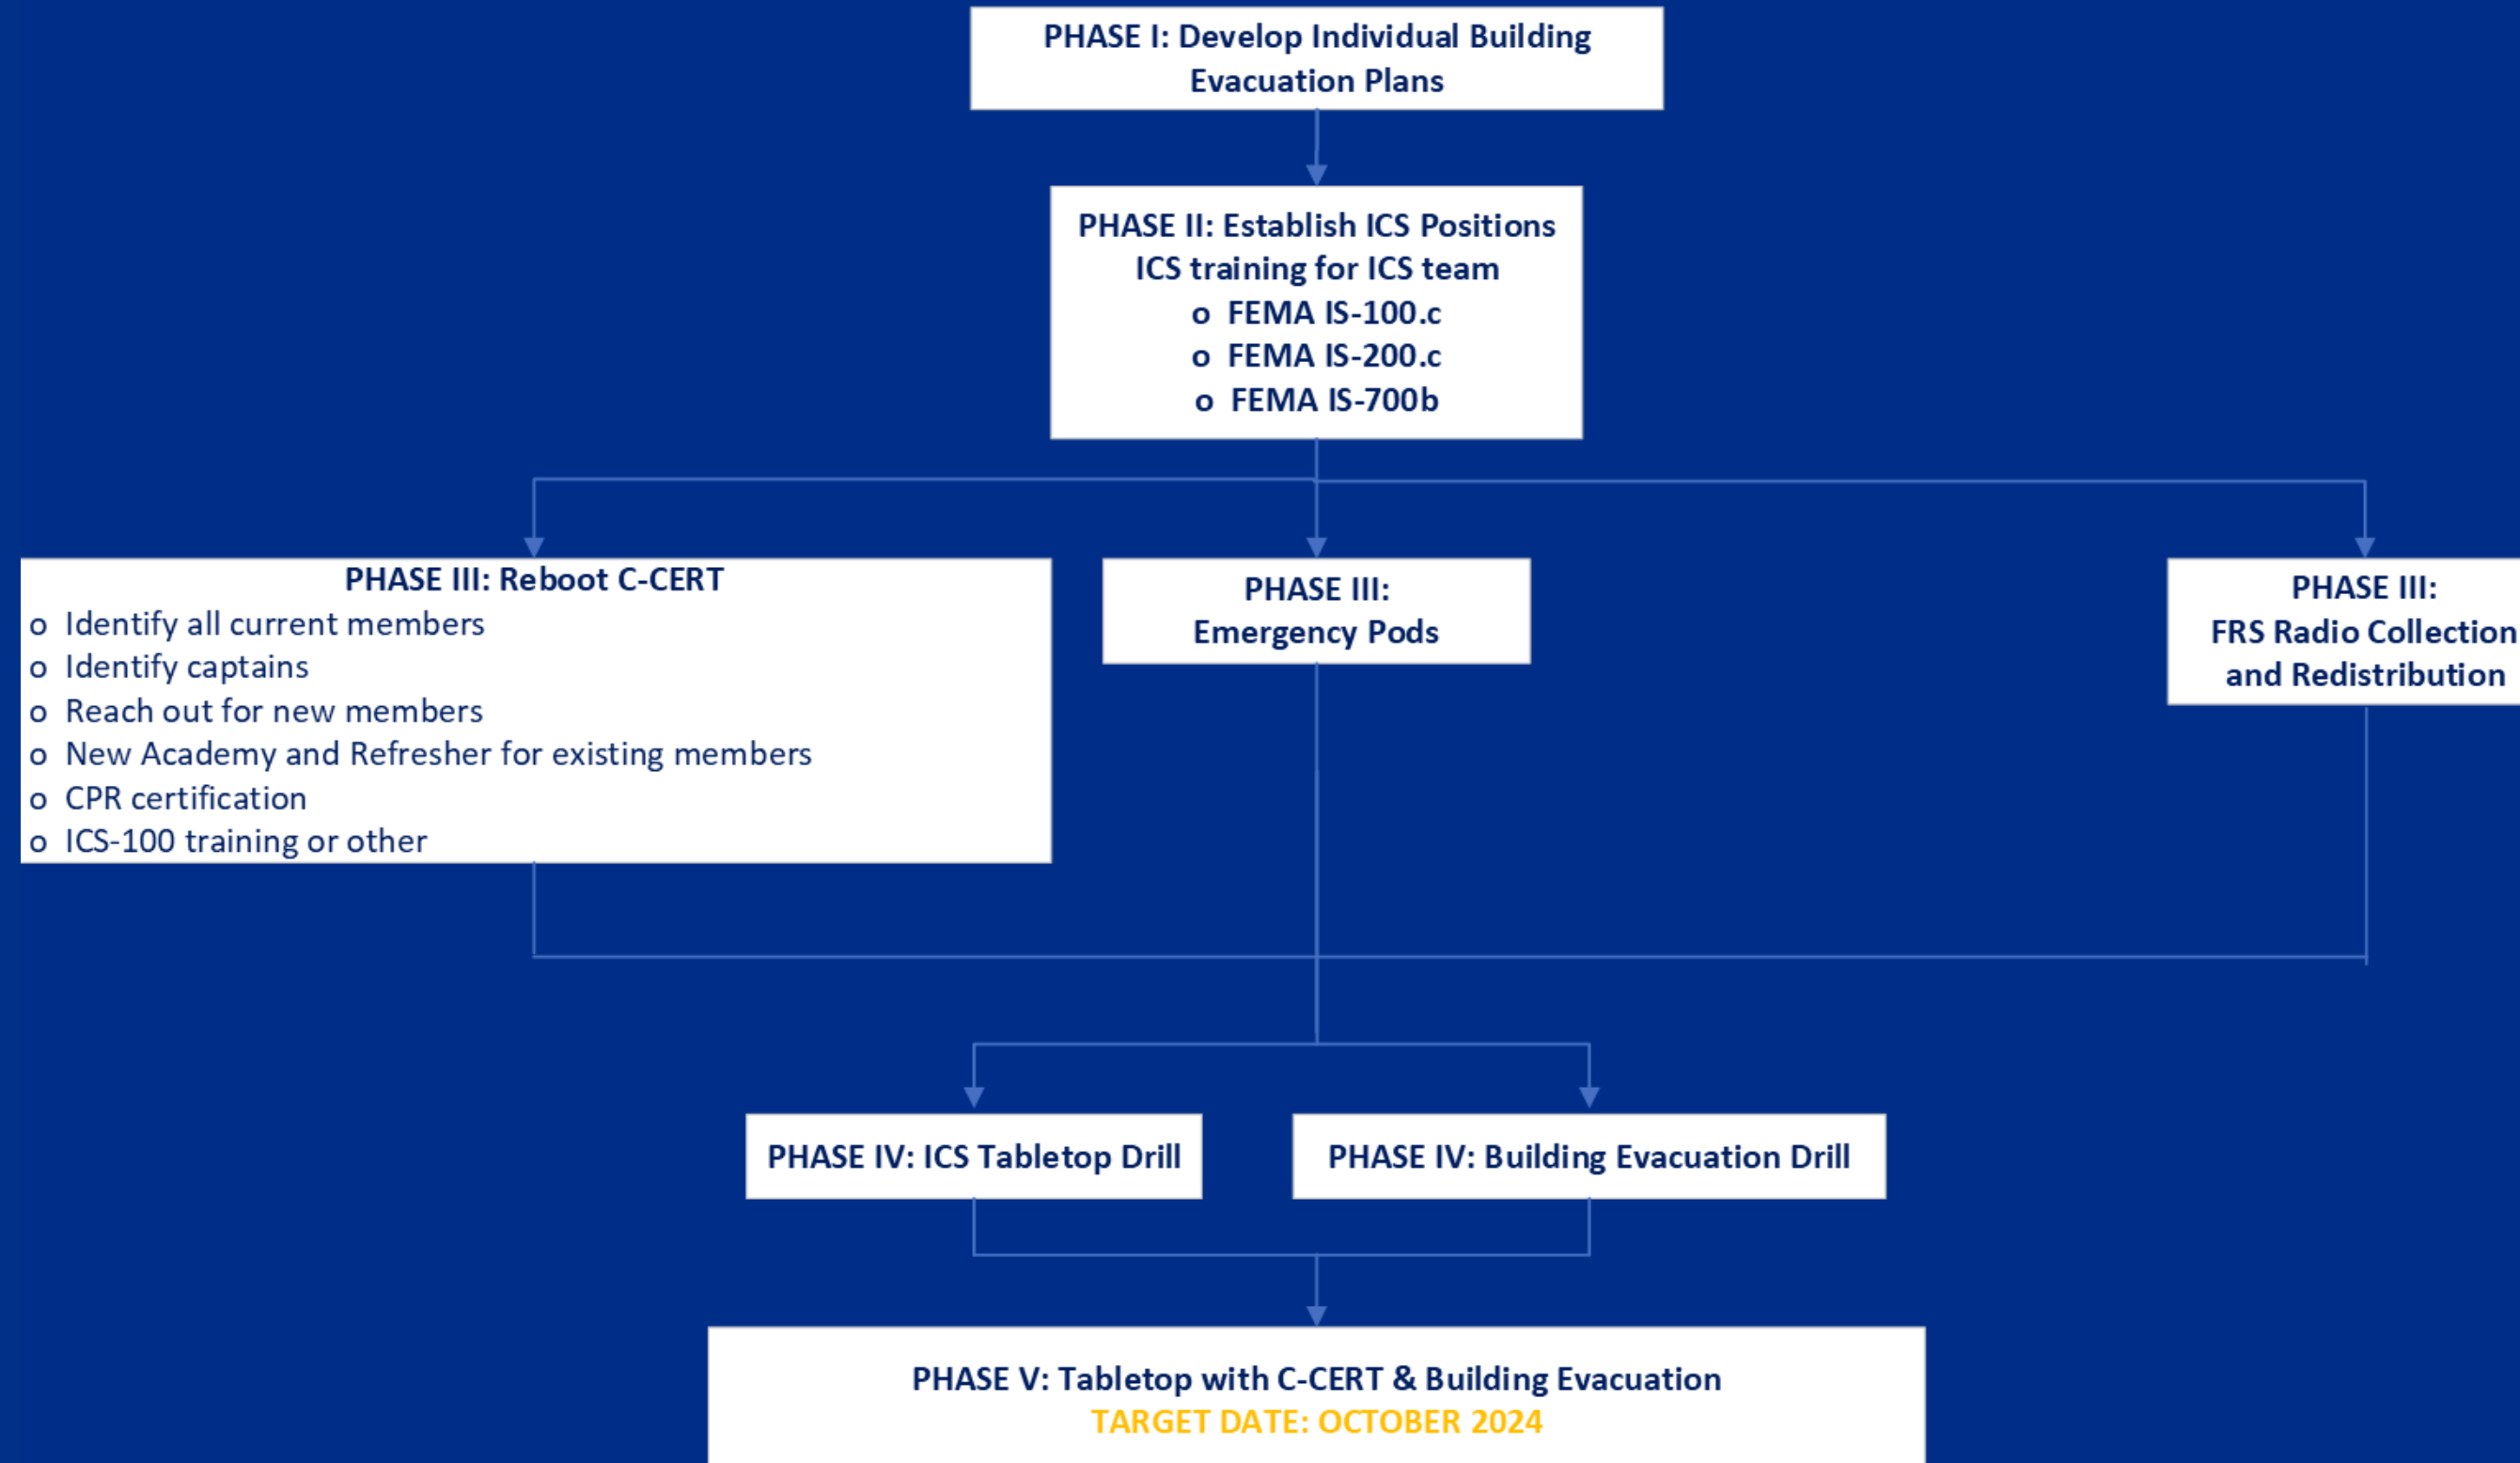 PHASE I: Develop Individual Building
Evacuation Plans
PHASE II: Establish ICS Positions
ICS training for ICS team
o FEMA IS-100.c
o FEMA IS-200.c
o FEMA IS-700b
PHASE III: Reboot C-CERT
o Identify all current members
o Identify captains
o Reach out for new members
o New Academy and Refresher for existing members
o CPR certification
o ICS-100 training or other
PHASE III:
Emergency Pods
PHASE III:
FRS Radio Collection
and Redistribution
PHASE IV: ICS Tabletop Drill
PHASE IV: Building Evacuation Drill
PHASE V: Tabletop with C-CERT & Building Evacuation
TARGET DATE: OCTOBER 2024